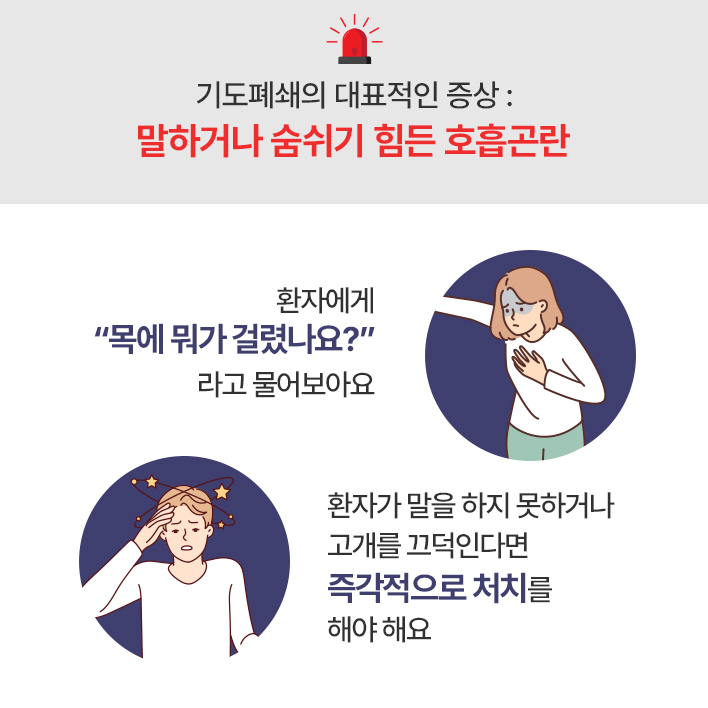 기도폐쇄의 대표적인 증상 :
말하거나 숨쉬기 힘든 호흡곤란
환자에게
“목에 뭐가 걸렸나요?”
라고 물어보아요
환자가 말을 하지 못하거나
고개를 끄덕인다면
즉각적으로 처치를
해야 해요